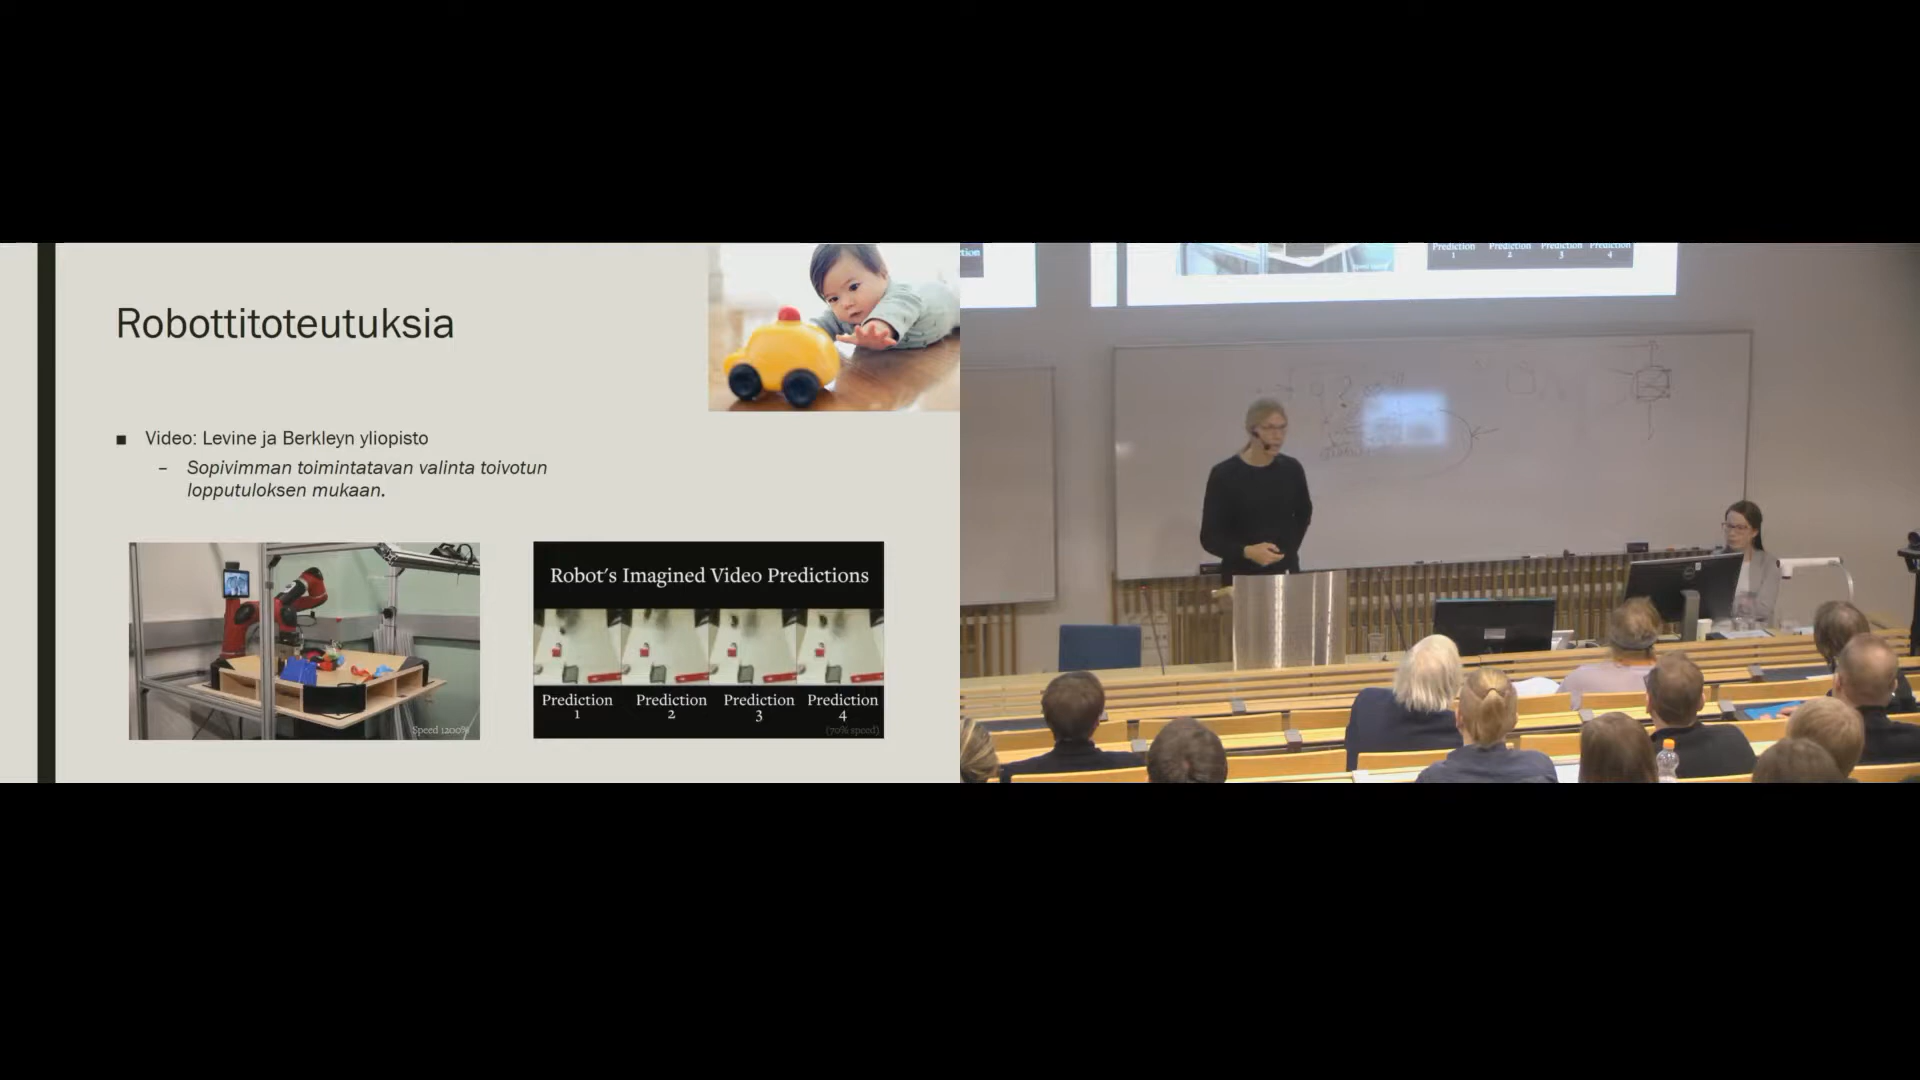 Robottitoteutuksia
■ Video: Levine ja Berkleyn yliopisto
– Sopivimman toimintatavan valinta toivotun
lopputuloksen mukaan.
Speed 1200%
Robot's Imagined Video Predictions
Prediction Prediction Prediction Prediction
1 2 3 4
(70% speed)
Prediction Prediction Prediction Prediction
1 2 3 4